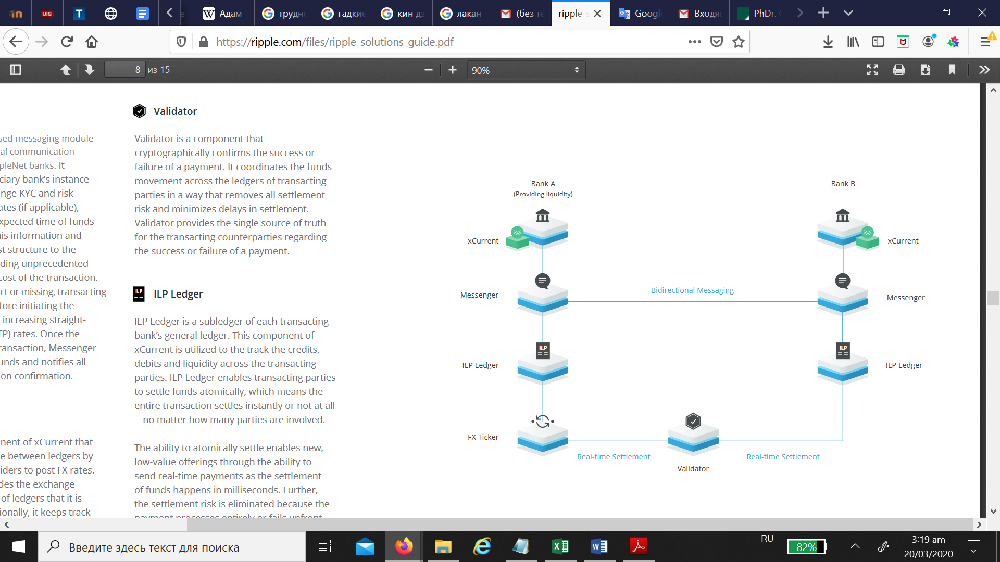 in
UIS
T
e
W Адам
трудн
гадкие
кин дз
лакан
(без те
ripple_s
Googl
Входя
PhDr.
https://ripple.com/files/ripple_solutions_guide.pdf
8 из 15
90%
sed messaging module
al communication
pleNet banks. It
ciary bank's instance
nge KYC and risk
ates (if applicable),
xpected time of funds
is information and
st structure to the
ding unprecedented
cost of the transaction.
ct or missing, transacting
fore initiating the
increasing straight-
TP) rates. Once the
ransaction, Messenger
unds and notifies all
on confirmation.
nent of xCurrent that
e between ledgers by
iders to post FX rates.
des the exchange
of ledgers that it is
ionally, it keeps track
Validator
Validator is a component that
cryptographically confirms the success or
failure of a payment. It coordinates the funds
movement across the ledgers of transacting
parties in a way that removes all settlement
risk and minimizes delays in settlement.
Validator provides the single source of truth
for the transacting counterparties regarding
the success or failure of a payment.
ILP
ILP Ledger
ILP Ledger is a subledger of each transacting
bank's general ledger. This component of
xCurrent is utilized to the track the credits,
debits and liquidity across the transacting
parties. ILP Ledger enables transacting parties
to settle funds atomically, which means the
entire transaction settles instantly or not at all
-- no matter how many parties are involved.
The ability to atomically settle enables new,
low-value offerings through the ability to
send real-time payments as the settlement
of funds happens in milliseconds. Further,
the settlement risk is eliminated because the
payment processes entirely or fails upfront
Bank A
(Providing liquidity)
Bank B
xCurrent
xCurrent
Messenger
Bidirectional Messaging
Messenger
ILP
ILP
ILP Ledger
ILP Ledger
FX Ticker
Real-time Settlement
Real-time Settlement
Validator
Введите здесь текст для поиска
RU
82%
3:19 am
20/03/2020